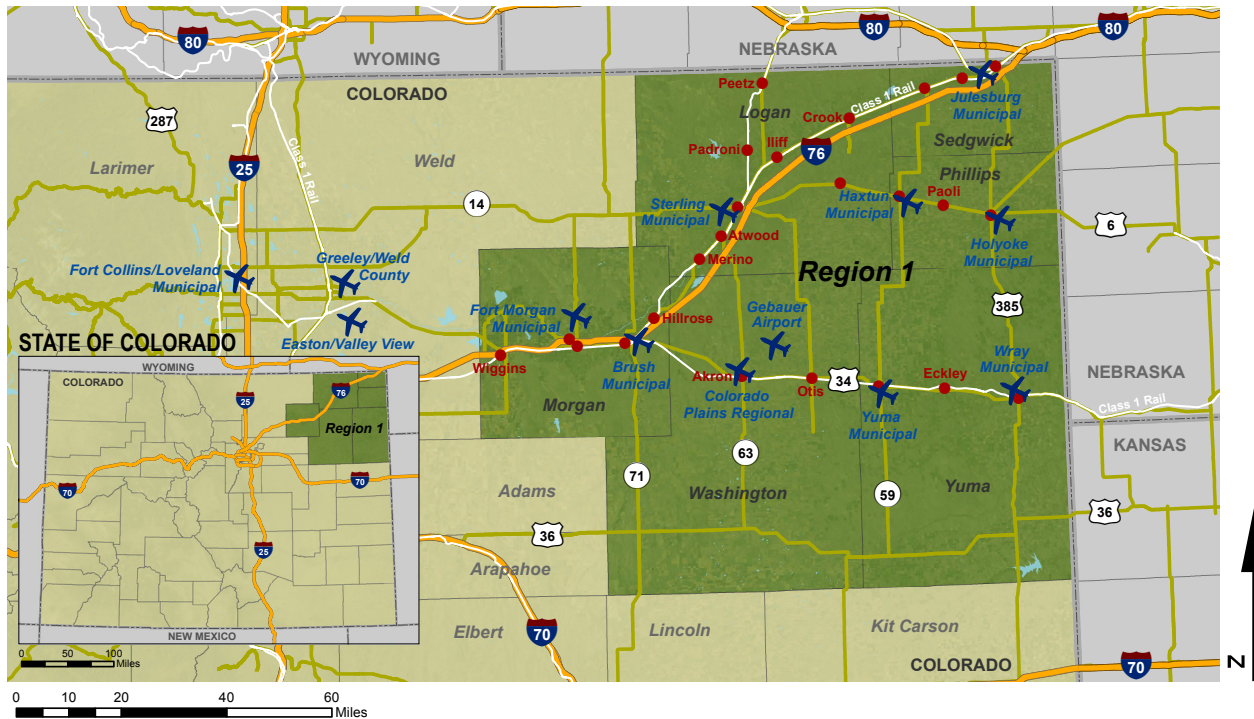 80
80
80
WYOMING
NEBRASKA
COLORADO
287
Peetz
Logan
Class 1 Rail
Julesburg
Municipal
Crook
Iliff
76
Sedgwick
Larimer
25
Class 1 Rail
Weld
Padroni
Phillips
14
Sterling
Municipal
Haxtun
Municipal
Paoli
6
Atwood
Holyoke
Municipal
Fort Collins/Loveland
Municipal
Greeley/Weld
County
Merino
Region 1
385
Fort Morgan
Municipal
Hillrose
Gebauer
Airport
Easton/Valley View
STATE OF COLORADO
Wiggins
Brush
Municipal
Akron
Colorado
Plains Regional
Otis
34
Eckley
Wray
Municipal
NEBRASKA
Class 1 Rail
Yuma
Municipal
Morgan
KANSAS
WYOMING
COLORADO
76
25
Region 1
70
70
25
NEW MEXICO
0 50 100
Miles
71
63
59
Adams
Washington
Yuma
36
36
Arapahoe
Elbert
70
Lincoln
Kit Carson
COLORADO
70
N
0 10 20 40 60
Miles